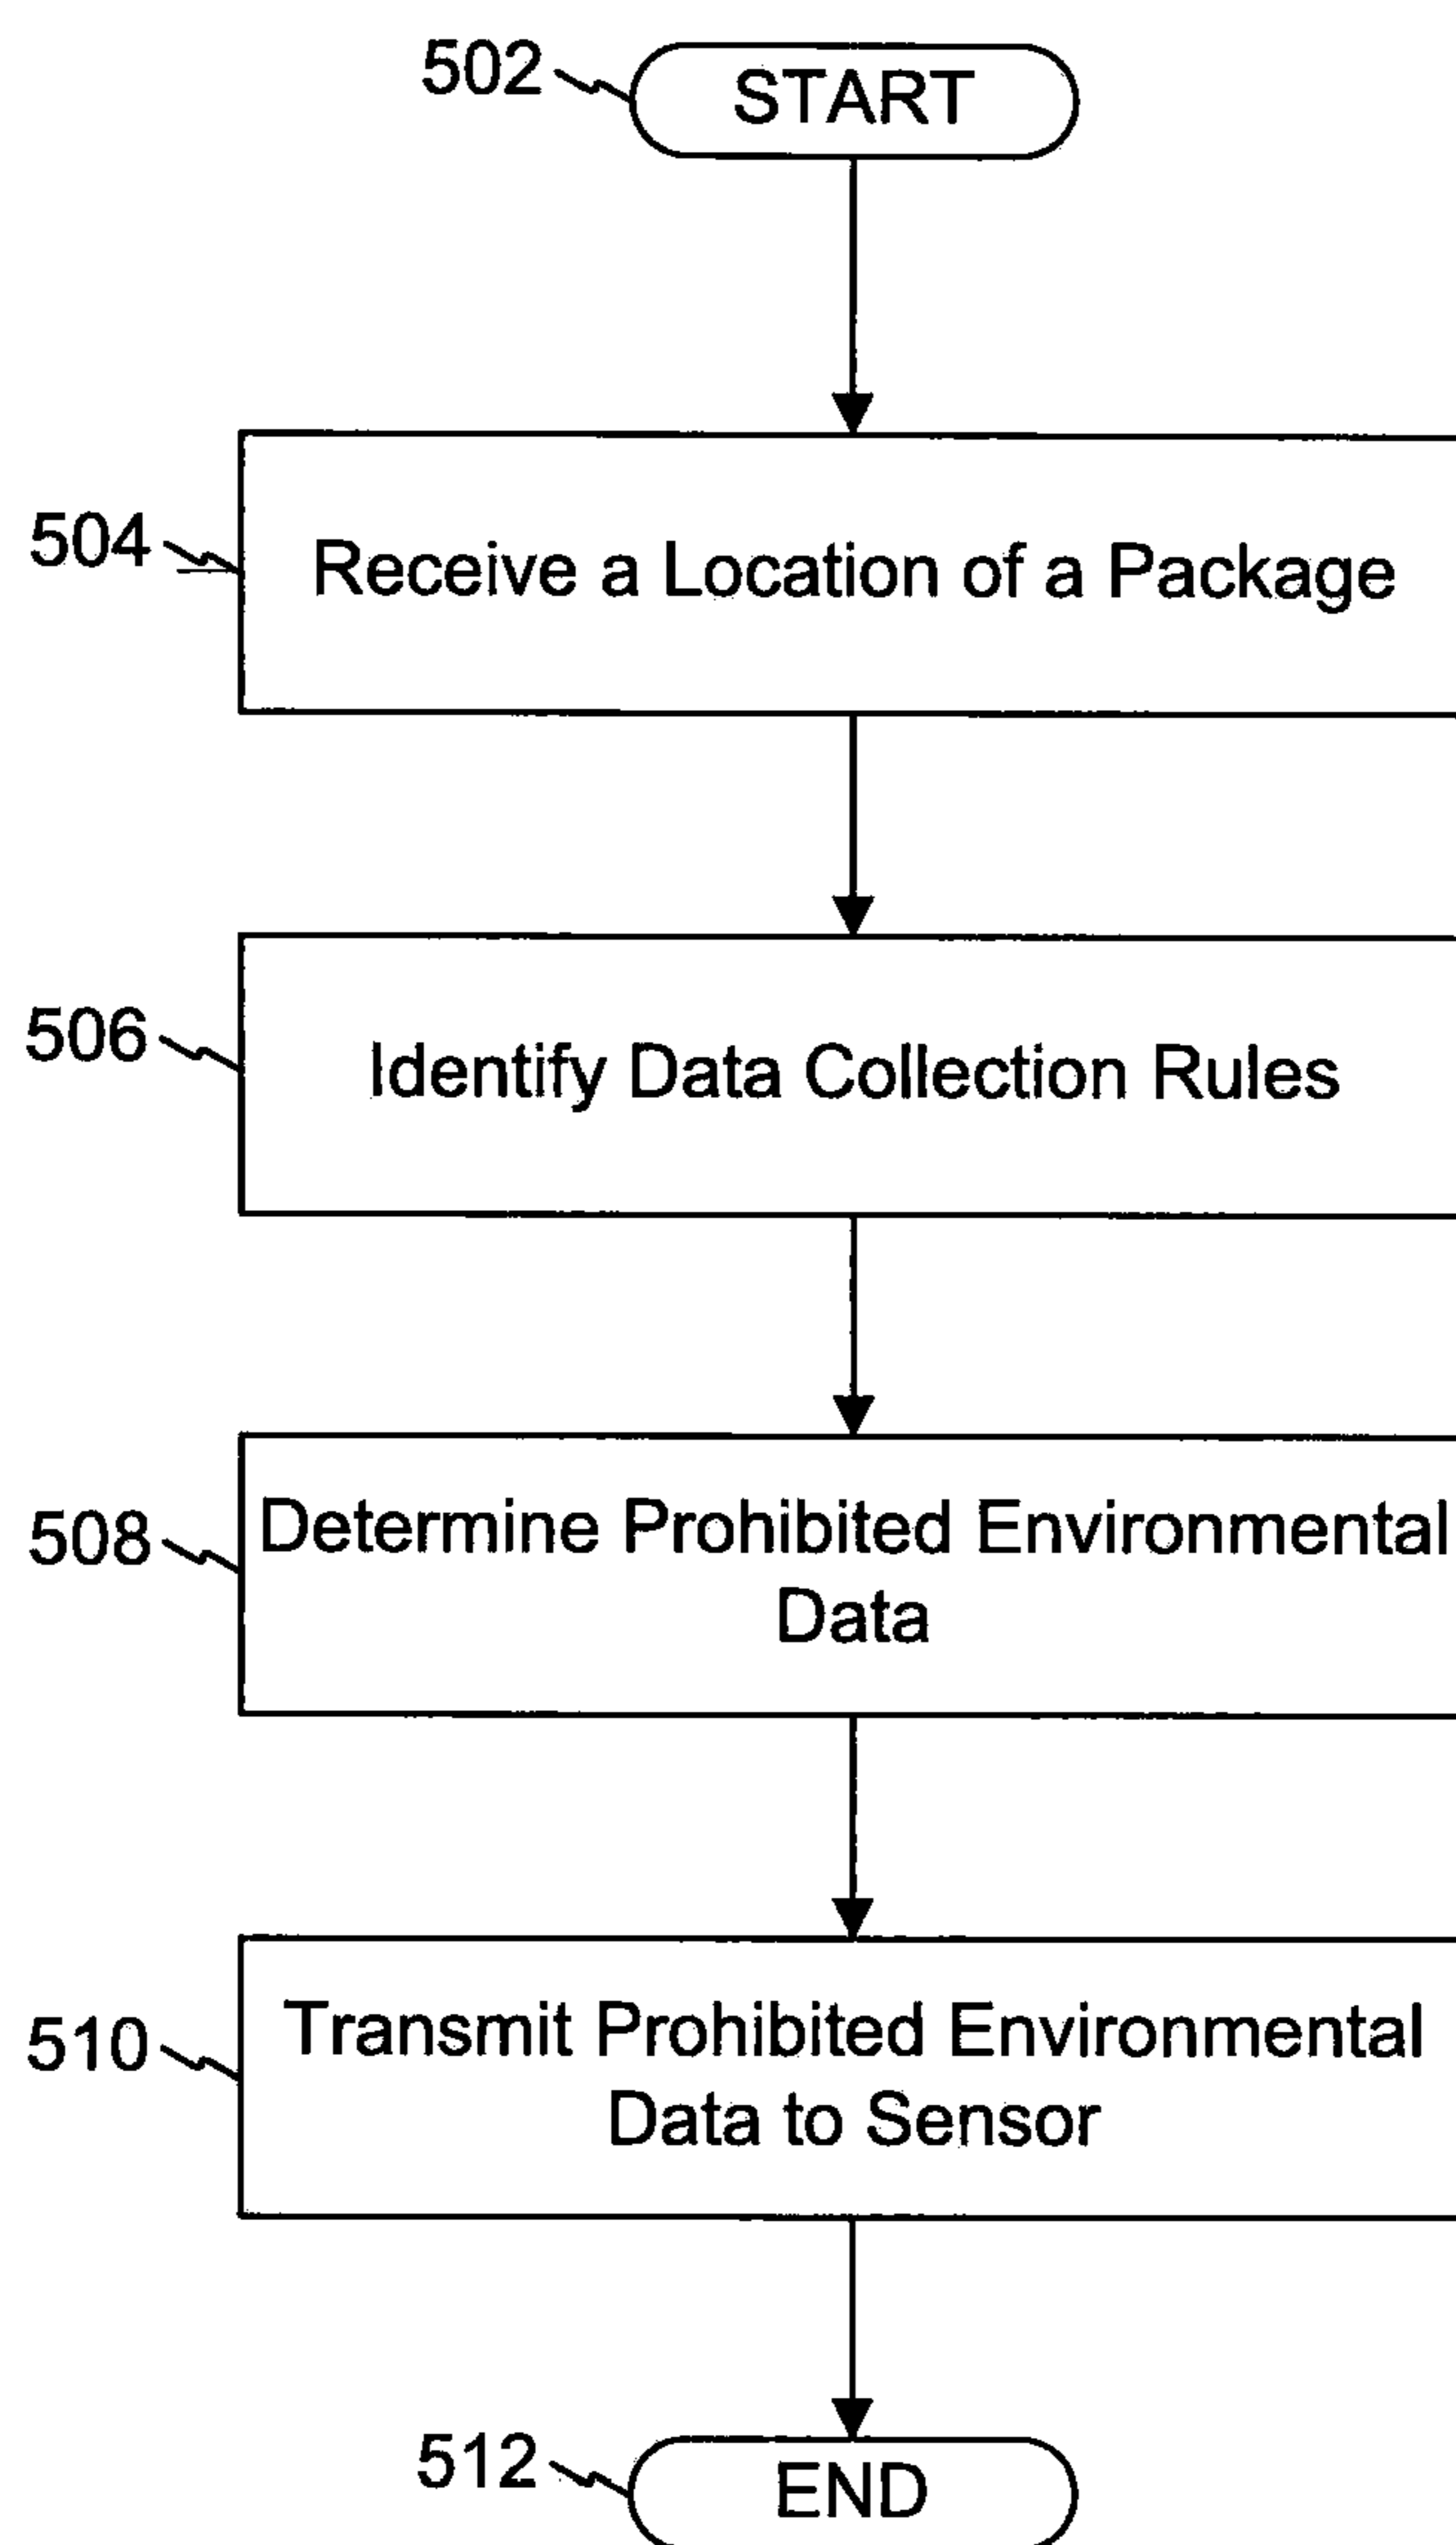 502
START
504
Receive a Location of a Package
506
Identify Data Collection Rules
508
Determine Prohibited Environmental
Data
510
Transmit Prohibited Environmental
Data to Sensor
512
END